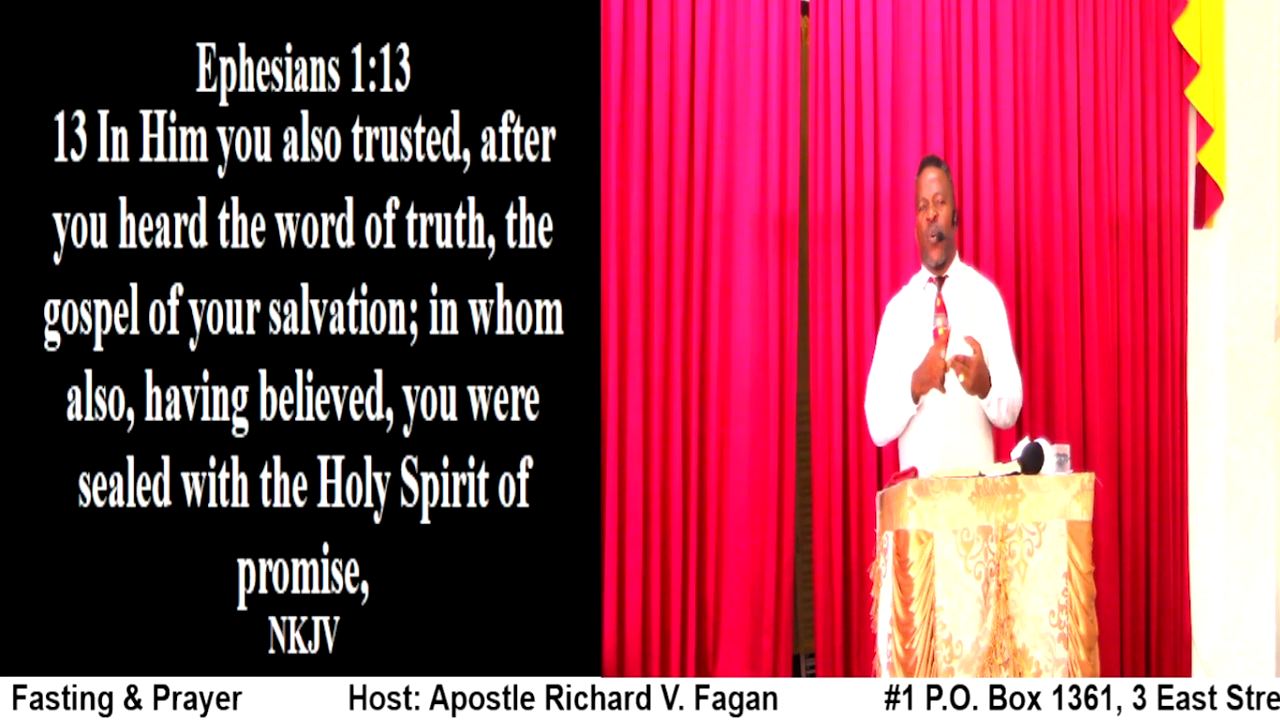 Ephesians 1:13
13 In Him you also trusted, after
you heard the word of truth, the
gospel of your salvation; in whom
also, having believed, you were
sealed with the Holy Spirit of
promise,
NKJV
Fasting & Prayer Host: Apostle Richard V. Fagan #1 P.O. Box 1361, 3 East Stre